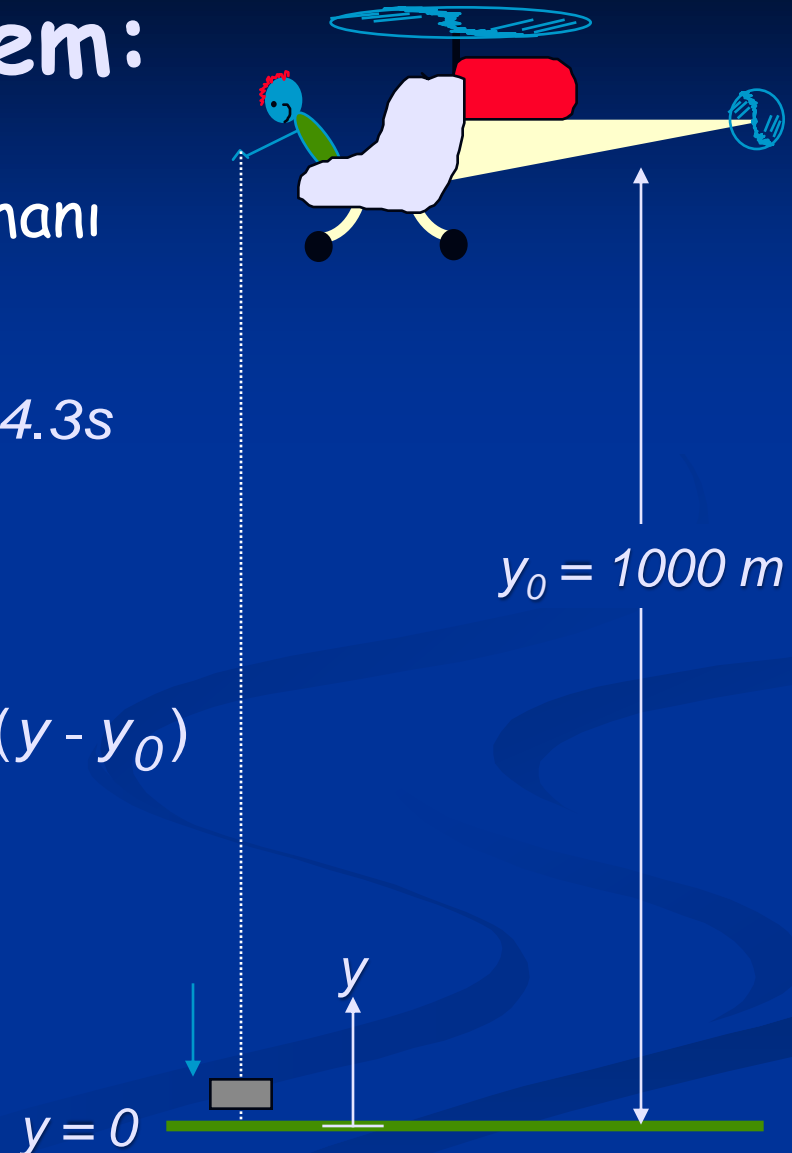 em:
nanı
4.3s
y₀ = 1000 m
(y - y₀)
y
y = 0